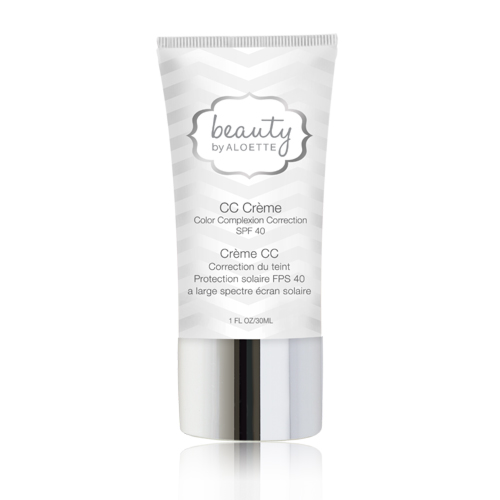 beauty
by ALOETTE
CC Crème
Color Complexion Correction
SPF 40
Crème CC
Correction du teint
Protection solaire FPS 40
a large spectre écran solaire
1 FL OZ/30ML